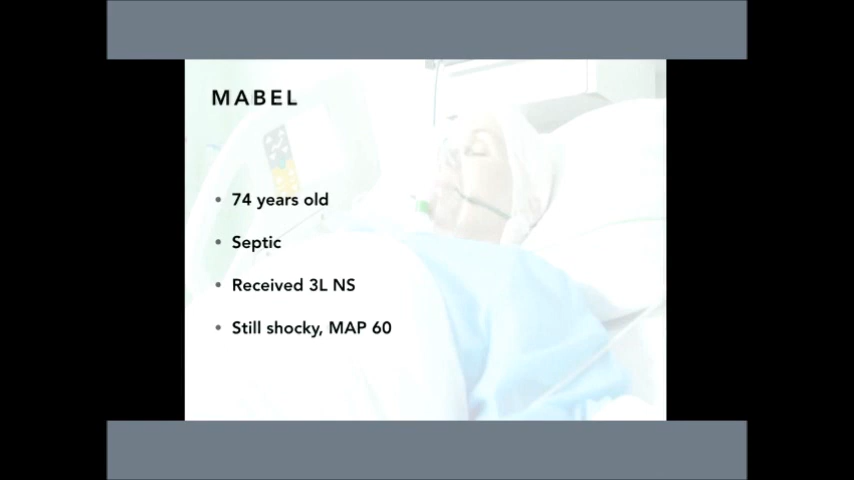 MABEL
• 74 years old
• Septic
• Received 3L NS
• Still shocky, MAP 60